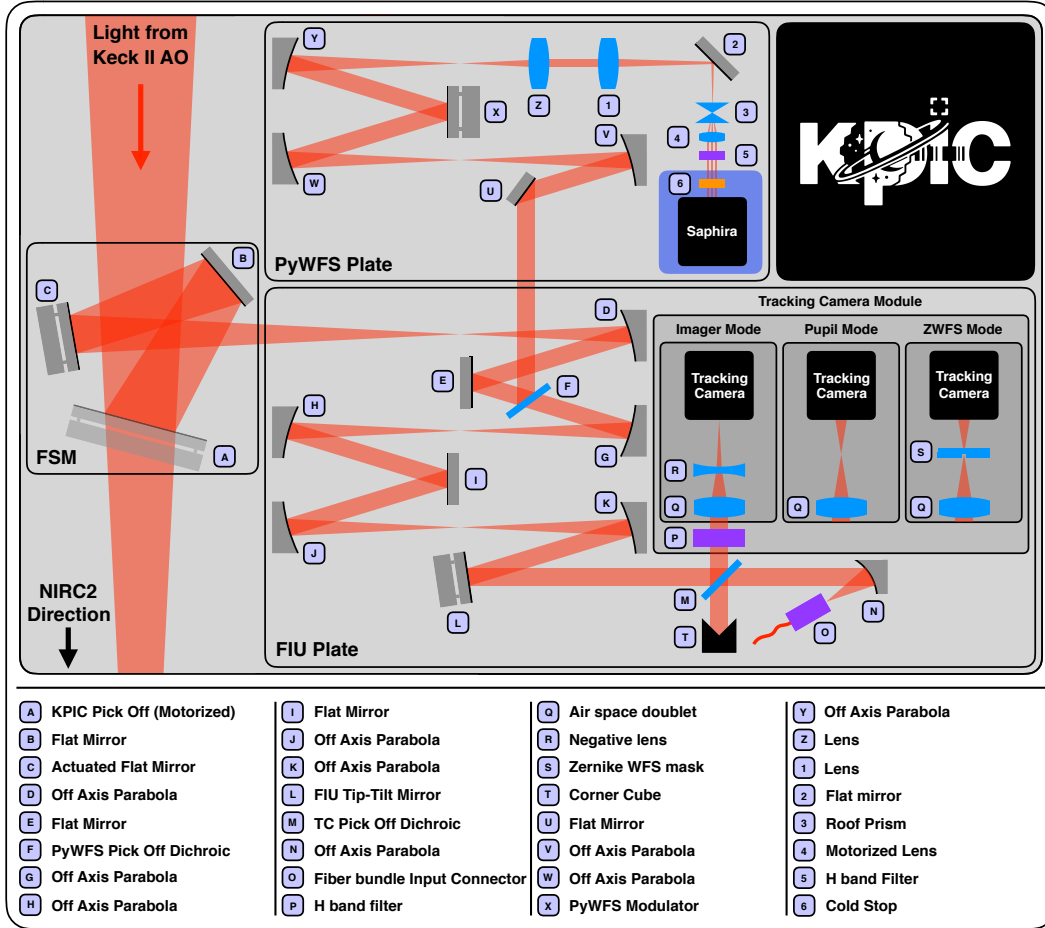 Light from
Keck II AO
Y
2
Z
1
X
3
V
4
5
W
U
6
Saphira
PyWFS Plate
KPIC
B
C
A
FSM
NIRC2
Direction
D
E
F
H
G
I
K
J
L
M
N
O
T
FIU Plate
Tracking Camera Module
Imager Mode
Pupil Mode
ZWFS Mode
Tracking
Camera
Tracking
Camera
Tracking
Camera
S
R
Q
Q
Q
P
A KPIC Pick Off (Motorized)
B Flat Mirror
C Actuated Flat Mirror
D Off Axis Parabola
E Flat Mirror
F PyWFS Pick Off Dichroic
G Off Axis Parabola
H Off Axis Parabola
I Flat Mirror
J Off Axis Parabola
K Off Axis Parabola
L FIU Tip-Tilt Mirror
M TC Pick Off Dichroic
N Off Axis Parabola
O Fiber bundle Input Connector
P H band filter
Q Air space doublet
R Negative lens
S Zernike WFS mask
T Corner Cube
U Flat Mirror
V Off Axis Parabola
W Off Axis Parabola
X PyWFS Modulator
Y Off Axis Parabola
Z Lens
1 Lens
2 Flat mirror
3 Roof Prism
4 Motorized Lens
5 H band Filter
6 Cold Stop